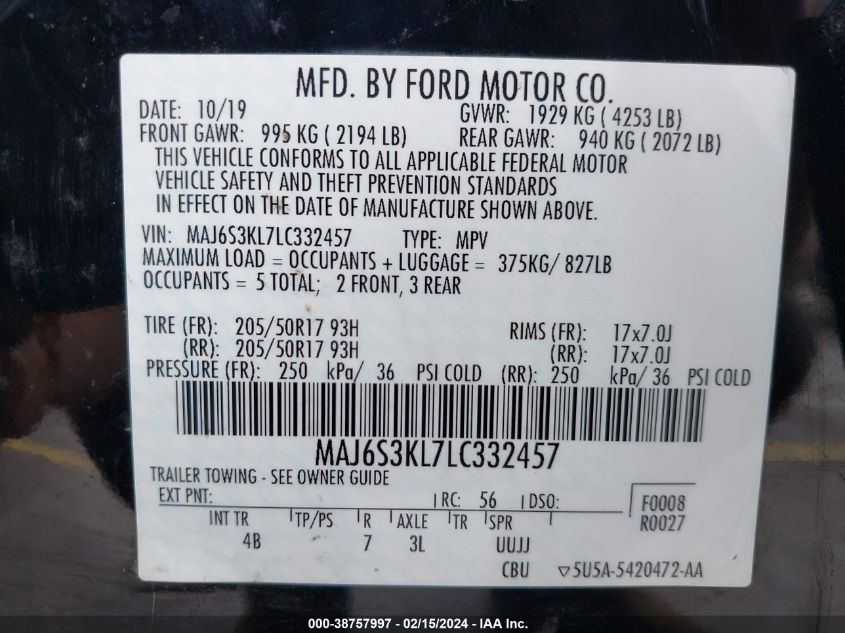 MFD. BY FORD MOTOR CO.
DATE: 10/19 GVWR: 1929 KG ( 4253 LB)
FRONT GAWR: 995 KG ( 2194 LB) REAR GAWR: 940 KG ( 2072 LB)
THIS VEHICLE CONFORMS TO ALL APPLICABLE FEDERAL MOTOR
VEHICLE SAFETY AND THEFT PREVENTION STANDARDS
IN EFFECT ON THE DATE OF MANUFACTURE SHOWN ABOVE.
VIN: MAJ6S3KL7LC332457 TYPE: MPV
MAXIMUM LOAD = OCCUPANTS + LUGGAGE = 375KG/ 827LB
OCCUPANTS = 5 TOTAL; 2 FRONT, 3 REAR
TIRE (FR): 205/50R17 93H RIMS (FR): 17x7.0J
(RR): 205/50R17 93H (RR): 17x7.0J
PRESSURE (FR): 250 kPa/ 36 PSI COLD (RR): 250 kPa/ 36 PSI COLD
MAJ6S3KL7LC332457
TRAILER TOWING - SEE OWNER GUIDE
EXT PNT: RC: 56 DSO: F0008
R0027
INT TR TP/PS R AXLE TR SPR
4B 7 3L UUJJ
CBU ▽5U5A-5420472-AA
000-38757997 - 02/15/2024 - IAA Inc.